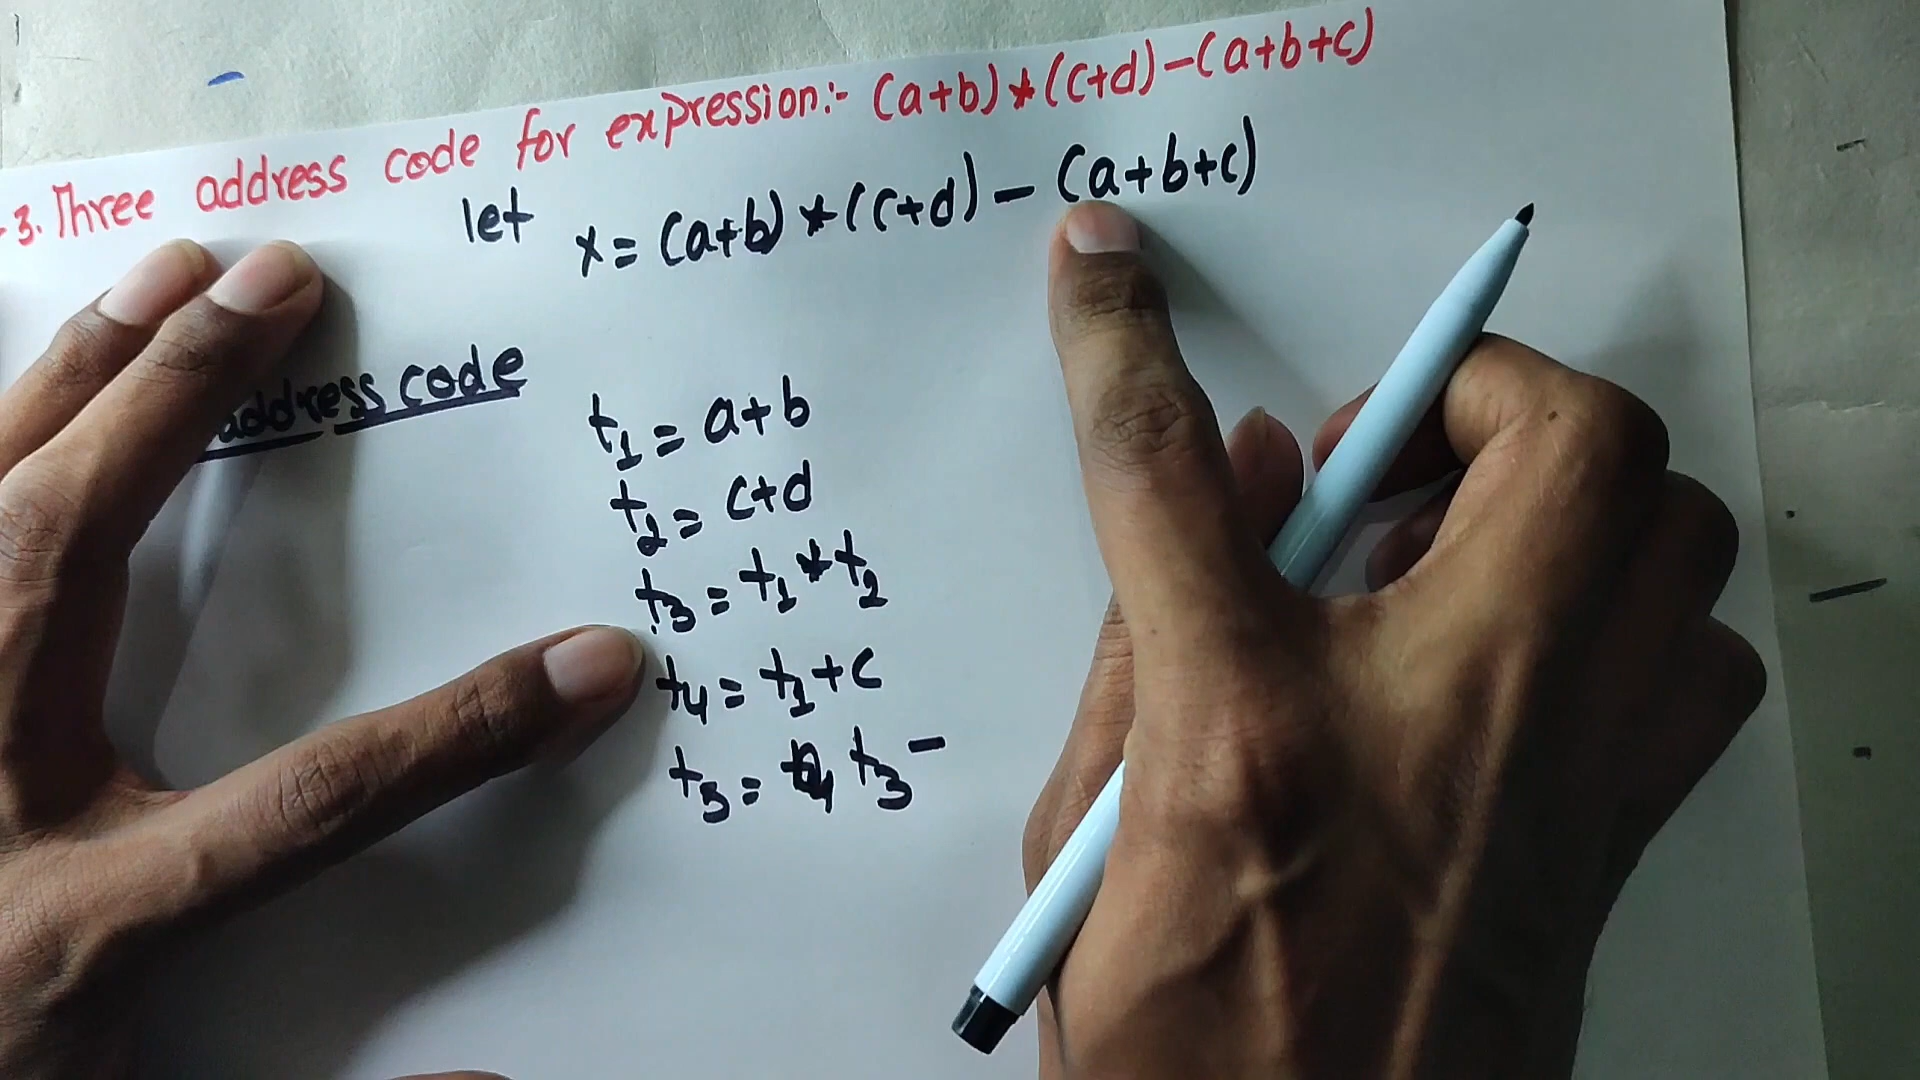 3. Three address code for expression:- (a+b)*(c+d)-(a+b+c)
let x = (a+b)*(c+d) - (a+b+c)
address code
t1 = a+b
t2 = c+d
t3 = t1*t2
t4 = t1+c
t5 = t3 -